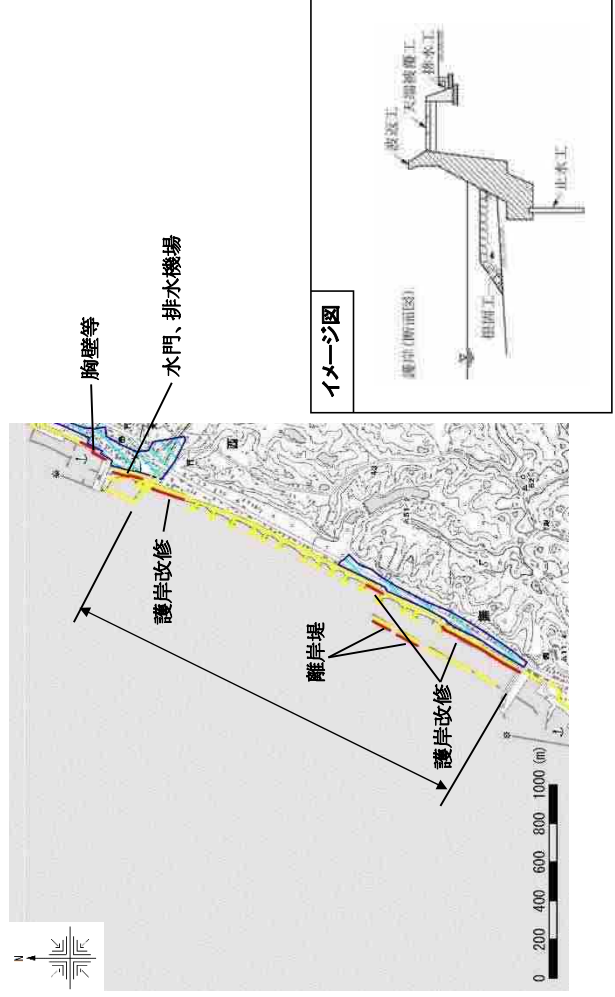 胸壁等
水門、排水機場
護岸改修
離岸堤
護岸改修
N
0 200 400 600 800 1000 (m)
イメージ図
護岸(断面図)
波返工
天端被覆工
排水工
根固工
止水工